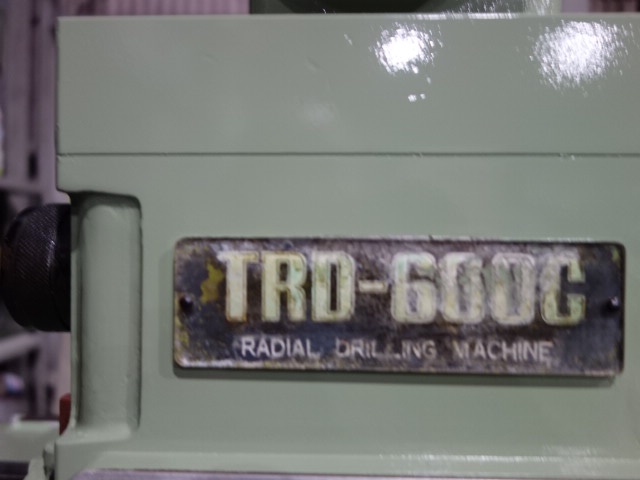 TRD-600C
RADIAL DRILLING MACHINE